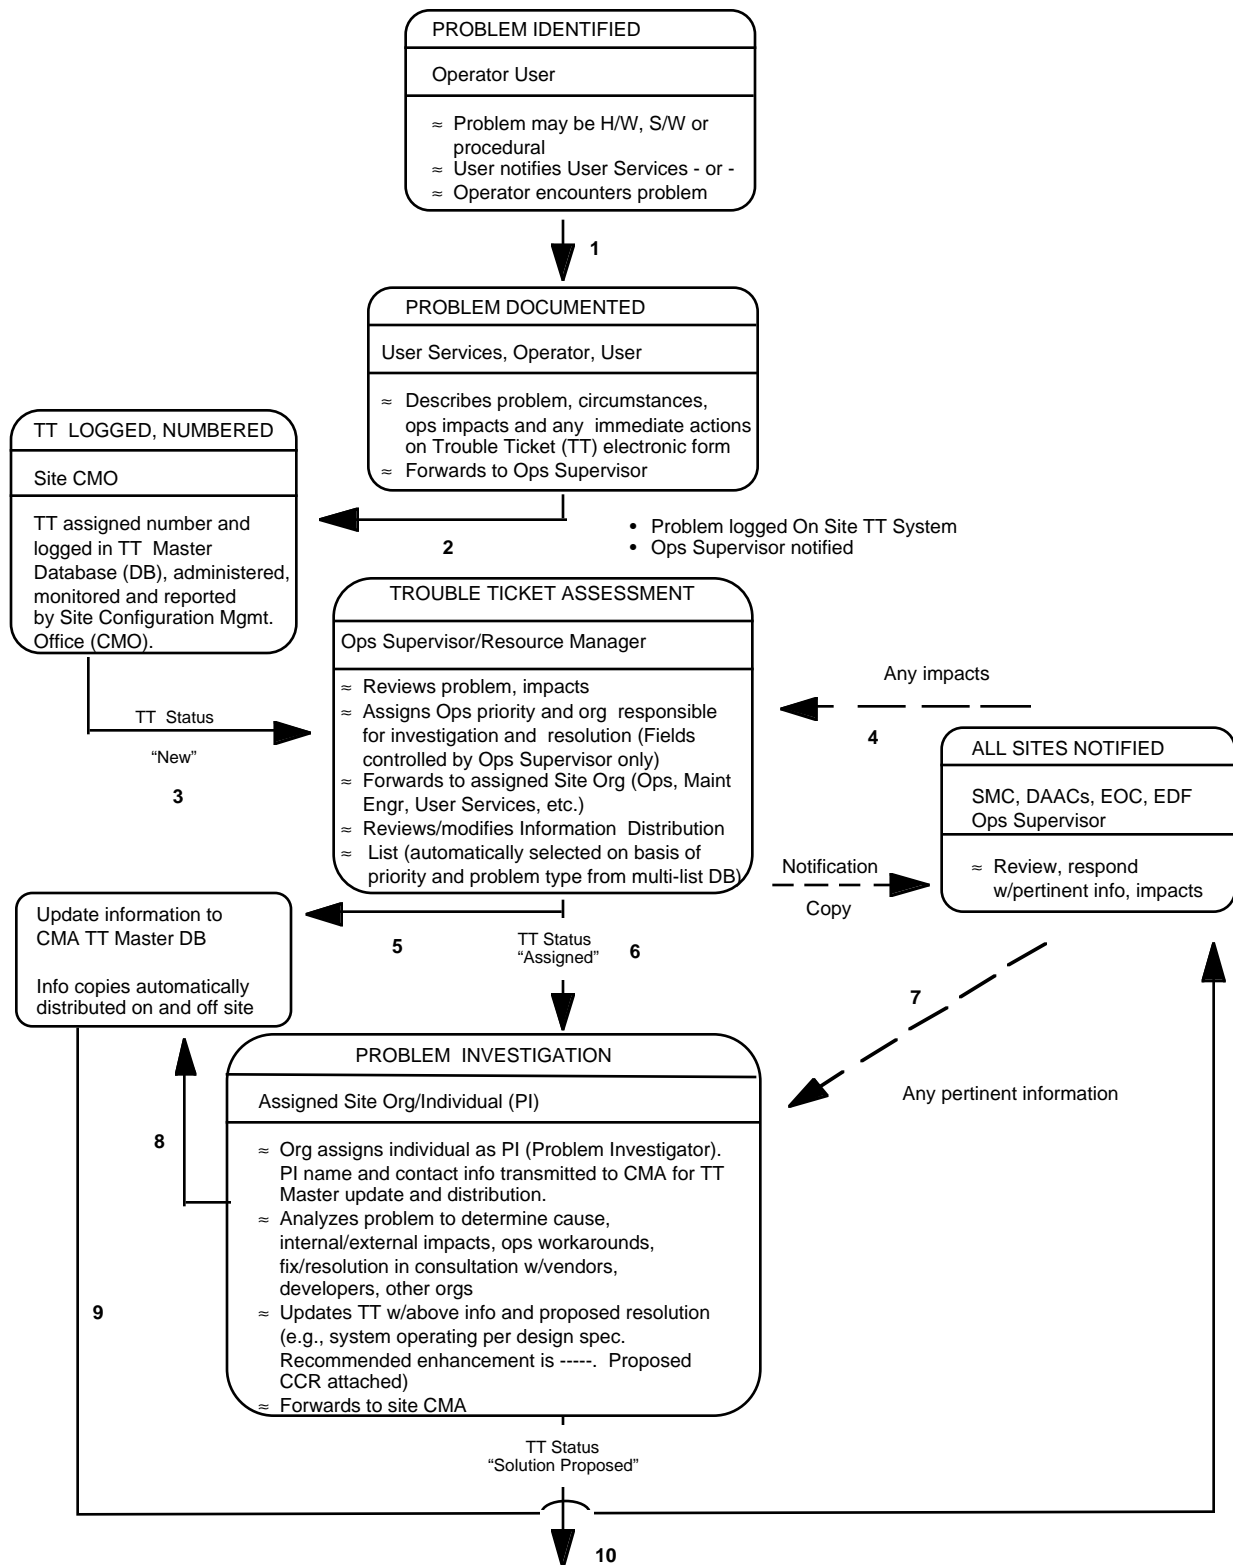 PROBLEM IDENTIFIED
Operator User
≈ Problem may be H/W, S/W or
procedural
≈ User notifies User Services - or -
≈ Operator encounters problem
1
PROBLEM DOCUMENTED
User Services, Operator, User
≈ Describes problem, circumstances,
ops impacts and any immediate actions
on Trouble Ticket (TT) electronic form
≈ Forwards to Ops Supervisor
TT LOGGED, NUMBERED
Site CMO
TT assigned number and
logged in TT Master
Database (DB), administered,
monitored and reported
by Site Configuration Mgmt.
Office (CMO).
2
• Problem logged On Site TT System
• Ops Supervisor notified
TT Status
“New”
3
TROUBLE TICKET ASSESSMENT
Ops Supervisor/Resource Manager
≈ Reviews problem, impacts
≈ Assigns Ops priority and org responsible
for investigation and resolution (Fields
controlled by Ops Supervisor only)
≈ Forwards to assigned Site Org (Ops, Maint
Engr, User Services, etc.)
≈ Reviews/modifies Information Distribution
≈ List (automatically selected on basis of
priority and problem type from multi-list DB)
Any impacts
4
ALL SITES NOTIFIED
SMC, DAACs, EOC, EDF
Ops Supervisor
≈ Review, respond
w/pertinent info, impacts
Notification
Copy
Update information to
CMA TT Master DB
Info copies automatically
distributed on and off site
5
TT Status
“Assigned”
6
7
Any pertinent information
8
PROBLEM INVESTIGATION
Assigned Site Org/Individual (PI)
≈ Org assigns individual as PI (Problem Investigator).
PI name and contact info transmitted to CMA for TT
Master update and distribution.
≈ Analyzes problem to determine cause,
internal/external impacts, ops workarounds,
fix/resolution in consultation w/vendors,
developers, other orgs
≈ Updates TT w/above info and proposed resolution
(e.g., system operating per design spec.
Recommended enhancement is -----. Proposed
CCR attached)
≈ Forwards to site CMA
9
TT Status
“Solution Proposed”
10